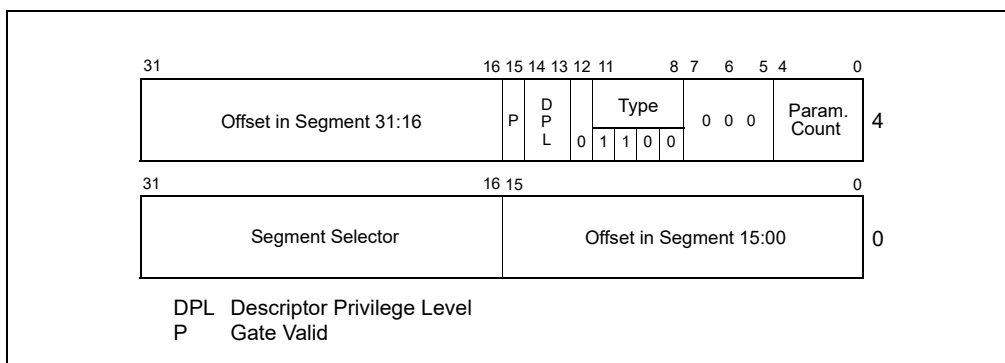 31 16 15 14 13 12 11 8 7 6 5 4 0
Offset in Segment 31:16 P D P L 0 Type 1 1 0 0 0 0 0 Param. Count 4
31 16 15 0
Segment Selector Offset in Segment 15:00 0
DPL Descriptor Privilege Level
P Gate Valid